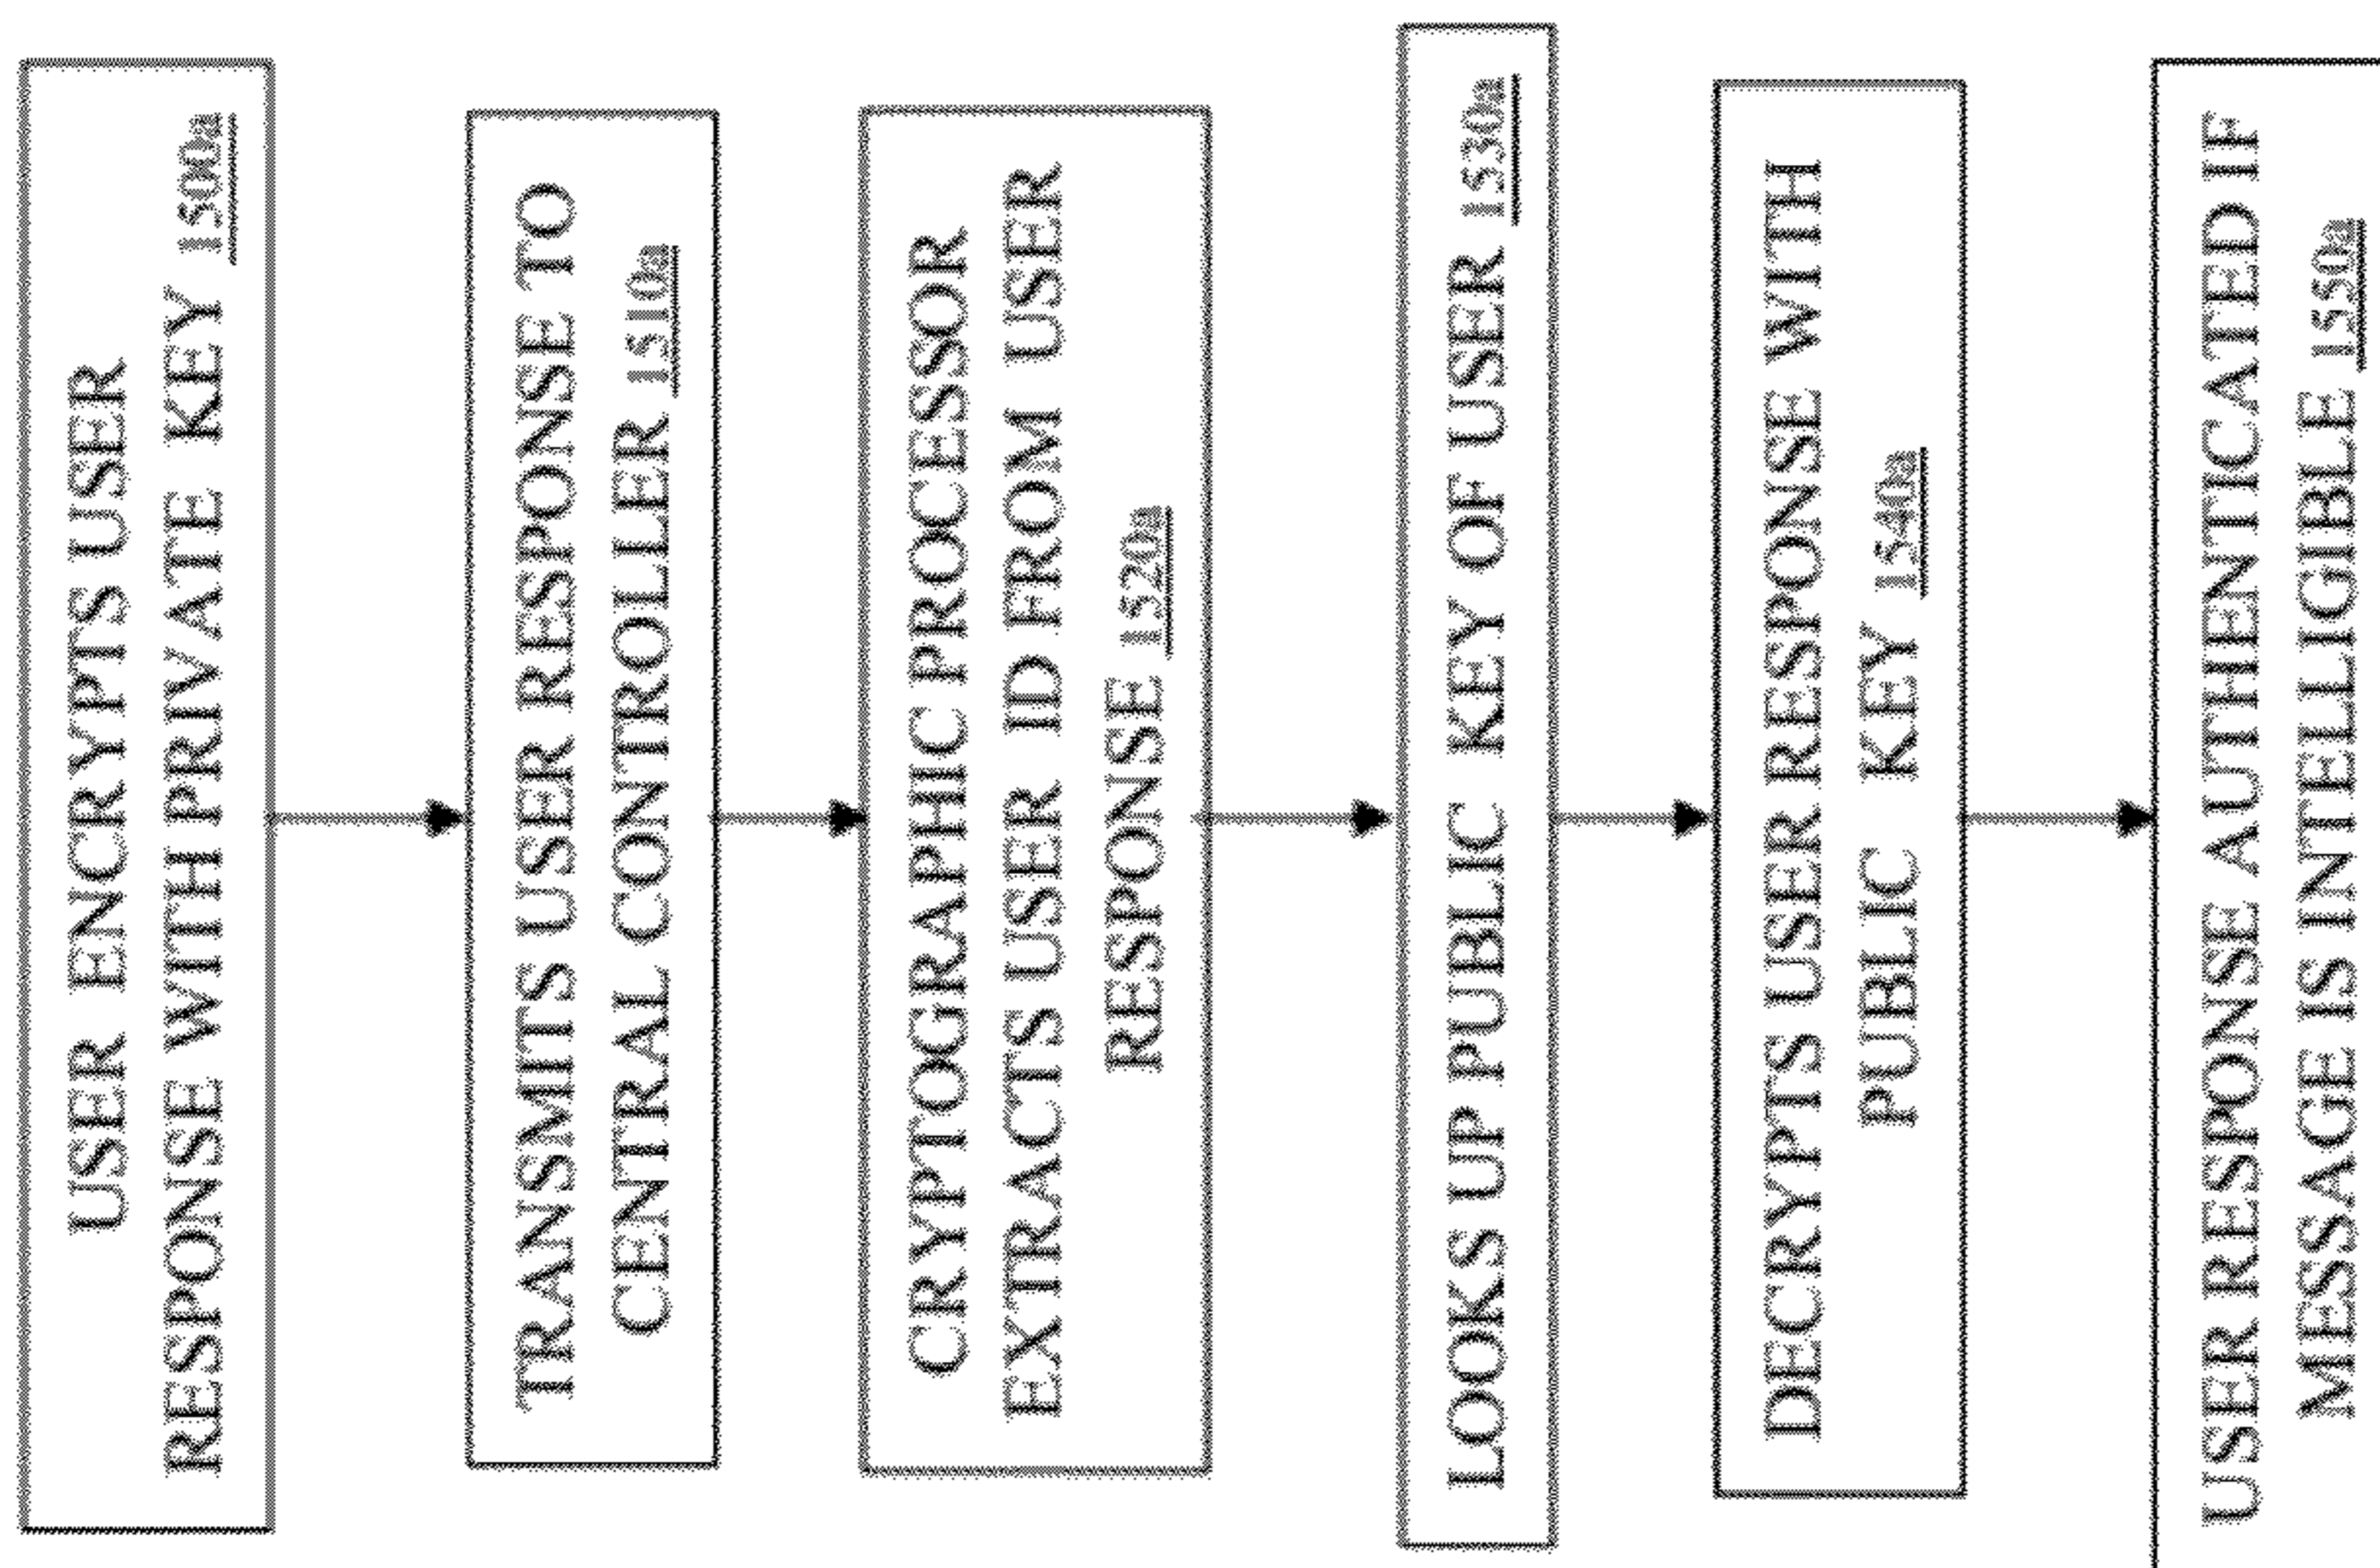 USER ENCRYPTS USER
RESPONSE WITH PRIVATE KEY 1500a
TRANSMITS USER RESPONSE TO
CENTRAL CONTROLLER 1510a
CRYPTOGRAPHIC PROCESSOR
EXTRACTS USER ID FROM USER
RESPONSE 1520a
LOOKS UP PUBLIC KEY OF USER 1530a
DECRYPTS USER RESPONSE WITH
PUBLIC KEY 1540a
USER RESPONSE AUTHENTICATED IF
MESSAGE IS INTELLIGIBLE 1550a